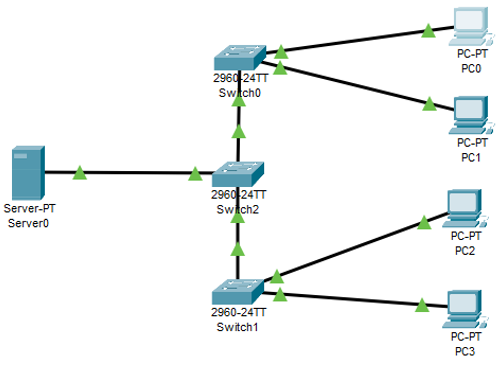 PC-PT
PC0
2960-24TT
Switch0
PC-PT
PC1
2960-24TT
Switch2
Server-PT
Server0
PC-PT
PC2
2960-24TT
Switch1
PC-PT
PC3